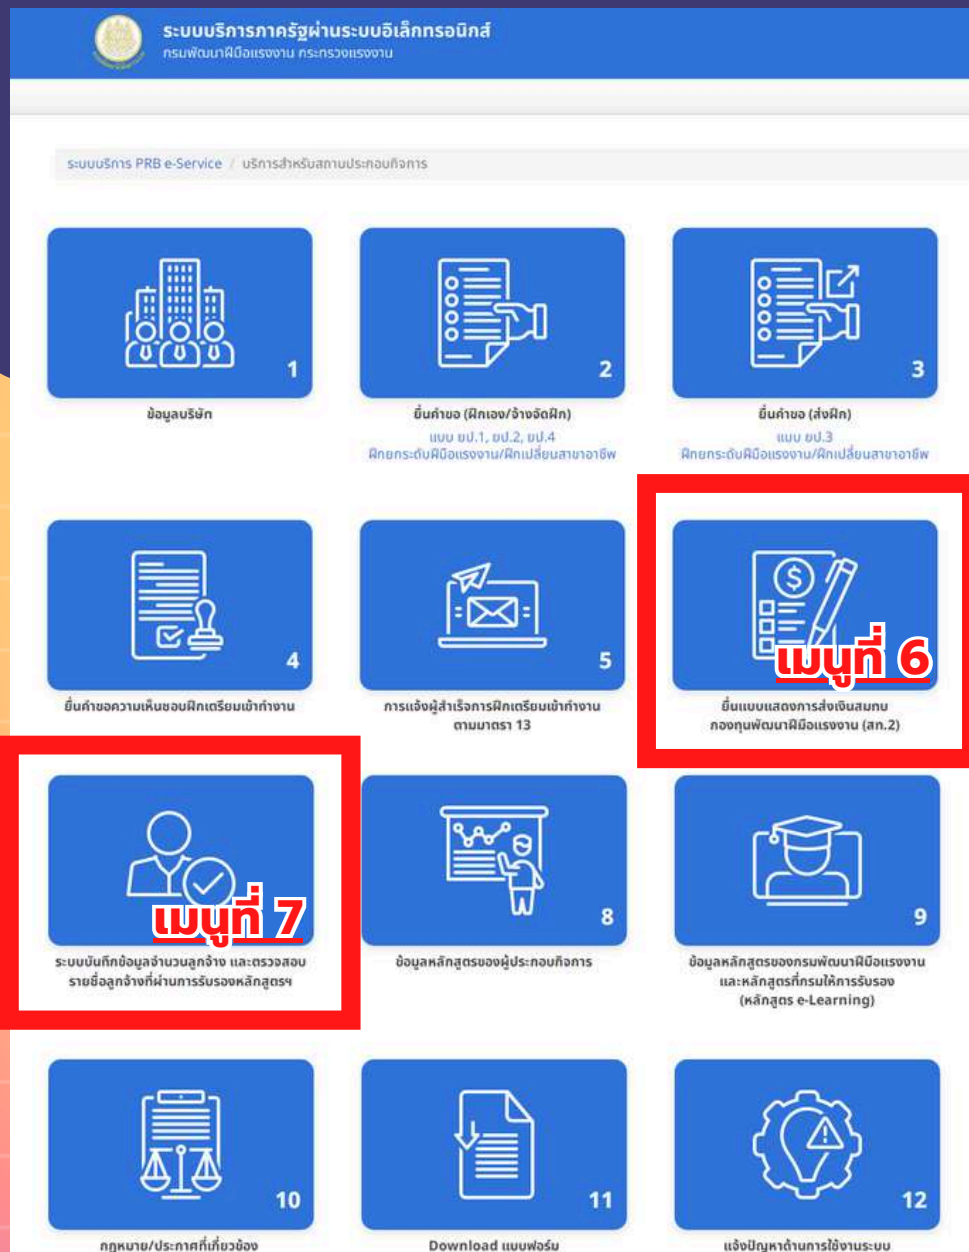 ระบบบริการภาครัฐผ่านระบบอิเล็กทรอนิกส์
กรมพัฒนาฝีมือแรงงาน กระทรวงแรงงาน
ระบบบริการ PRB e-Service / บริการสำหรับสถานประกอบกิจการ
1
ข้อมูลบริษัท
2
ยื่นคำขอ (ฝึกเอง/จ้างจัดฝึก)
แบบ ยป.1, ยป.2, ยป.4
ฝึกยกระดับฝีมือแรงงาน/ฝึกเปลี่ยนสาขาอาชีพ
3
ยื่นคำขอ (ส่งฝึก)
แบบ ยป.3
ฝึกยกระดับฝีมือแรงงาน/ฝึกเปลี่ยนสาขาอาชีพ
4
ยื่นคำขอความเห็นชอบฝึกเตรียมเข้าทำงาน
5
การแจ้งผู้สำเร็จการฝึกเตรียมเข้าทำงาน
ตามมาตรา 13
$
เมนูที่ 6
ยื่นแบบแสดงการส่งเงินสมทบ
กองทุนพัฒนาฝีมือแรงงาน (สท.2)
เมนูที่ 7
ระบบบันทึกข้อมูลจำนวนลูกจ้าง และตรวจสอบ
รายชื่อลูกจ้างที่ผ่านการรับรองหลักสูตรฯ
8
ข้อมูลหลักสูตรของผู้ประกอบกิจการ
9
ข้อมูลหลักสูตรของกรมพัฒนาฝีมือแรงงาน
และหลักสูตรที่กรมให้การรับรอง
(หลักสูตร e-Learning)
10
กฎหมาย/ประกาศที่เกี่ยวข้อง
11
Download แบบฟอร์ม
12
แจ้งปัญหาด้านการใช้งานระบบ